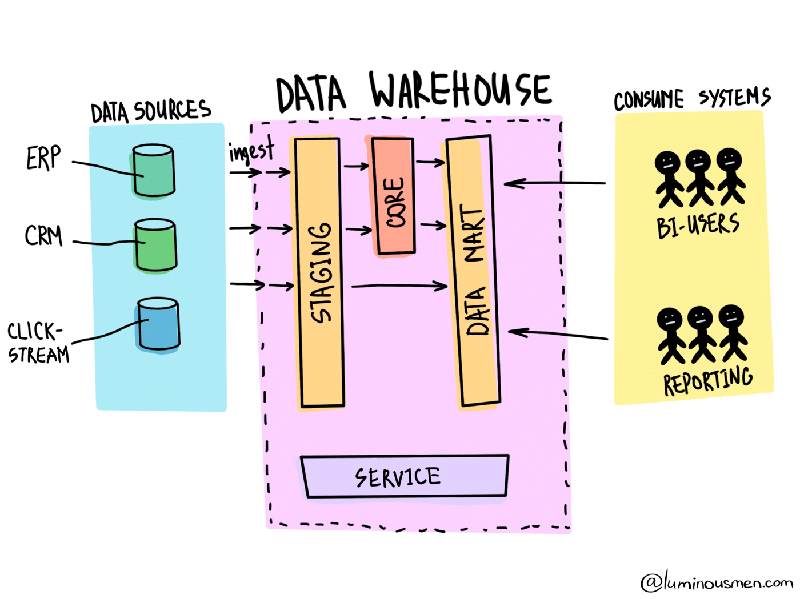 DATA WAREHOUSE
DATA SOURCES
CONSUME SYSTEMS
ERP
CRM
CLICK-
STREAM
ingest
STAGING
CORE
DATA MART
SERVICE
BI-USERS
REPORTING
@luminousmen.com